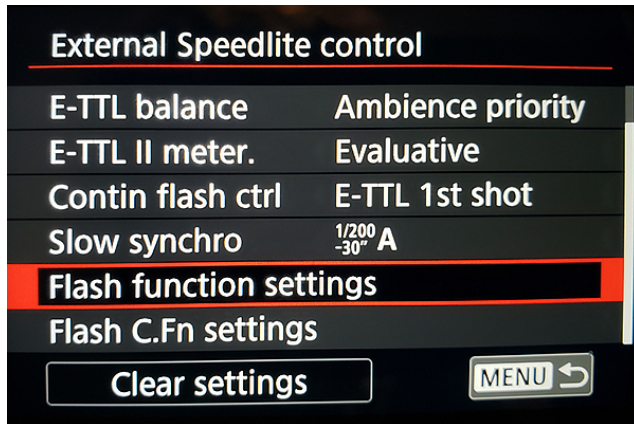 External Speedlite control
E-TTL balance Ambience priority
E-TTL II meter. Evaluative
Contin flash ctrl E-TTL 1st shot
Slow synchro 1/200-30" A
Flash function settings
Flash C.Fn settings
Clear settings MENU